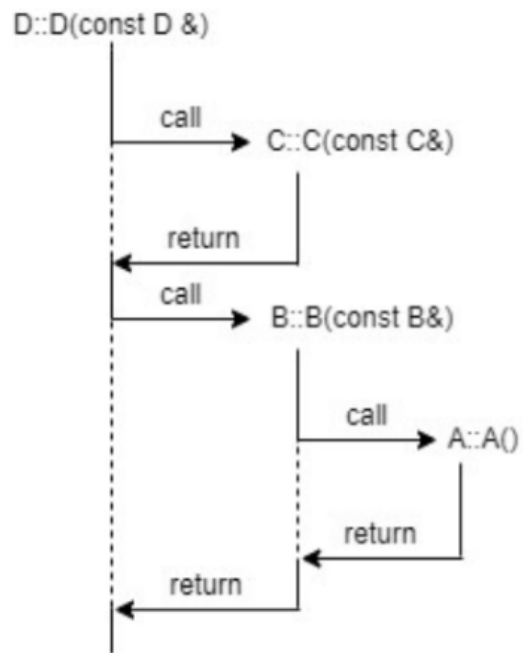 D::D(const D &)
call
C::C(const C&)
return
call
B::B(const B&)
call
A::A()
return
return